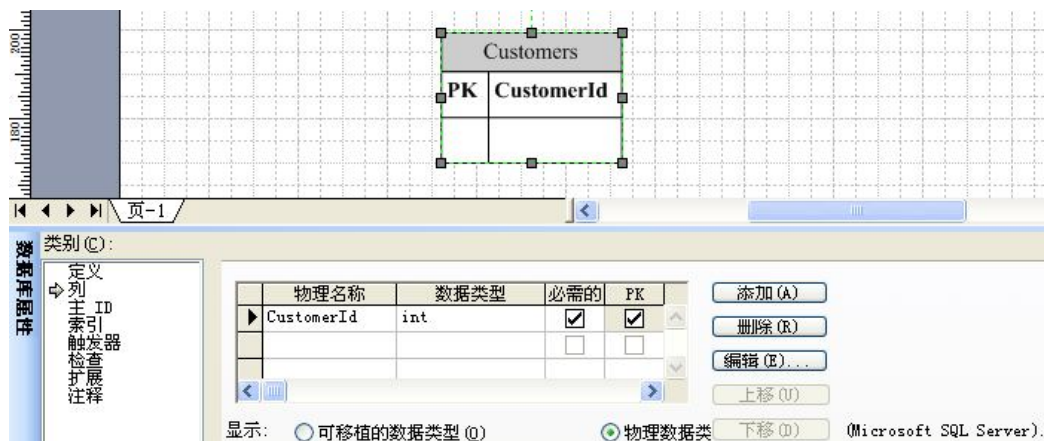 200
Customers
PK CustomerId
180
页-1
数据库属性
类别(C):
定义
列
主 ID
索引
触发器
检查
扩展
注释
物理名称 数据类型 必需的 PK
CustomerId int
添加(A)
删除(R)
编辑(E)...
上移(U)
下移(D)
显示: 可移植的数据类型(O) 物理数据类 (Microsoft SQL Server).